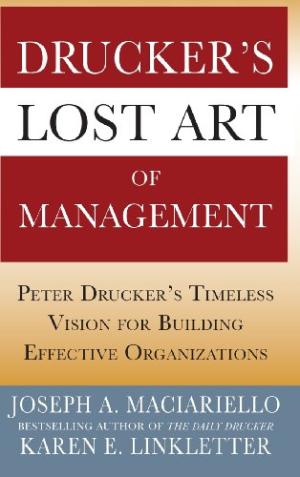 DRUCKER'S
LOST ART
OF
MANAGEMENT
PETER DRUCKER'S TIMELESS
VISION FOR BUILDING
EFFECTIVE ORGANIZATIONS
JOSEPH A. MACIARIELLO
BESTSELLING AUTHOR OF THE DAILY DRUCKER
KAREN E. LINKLETTER